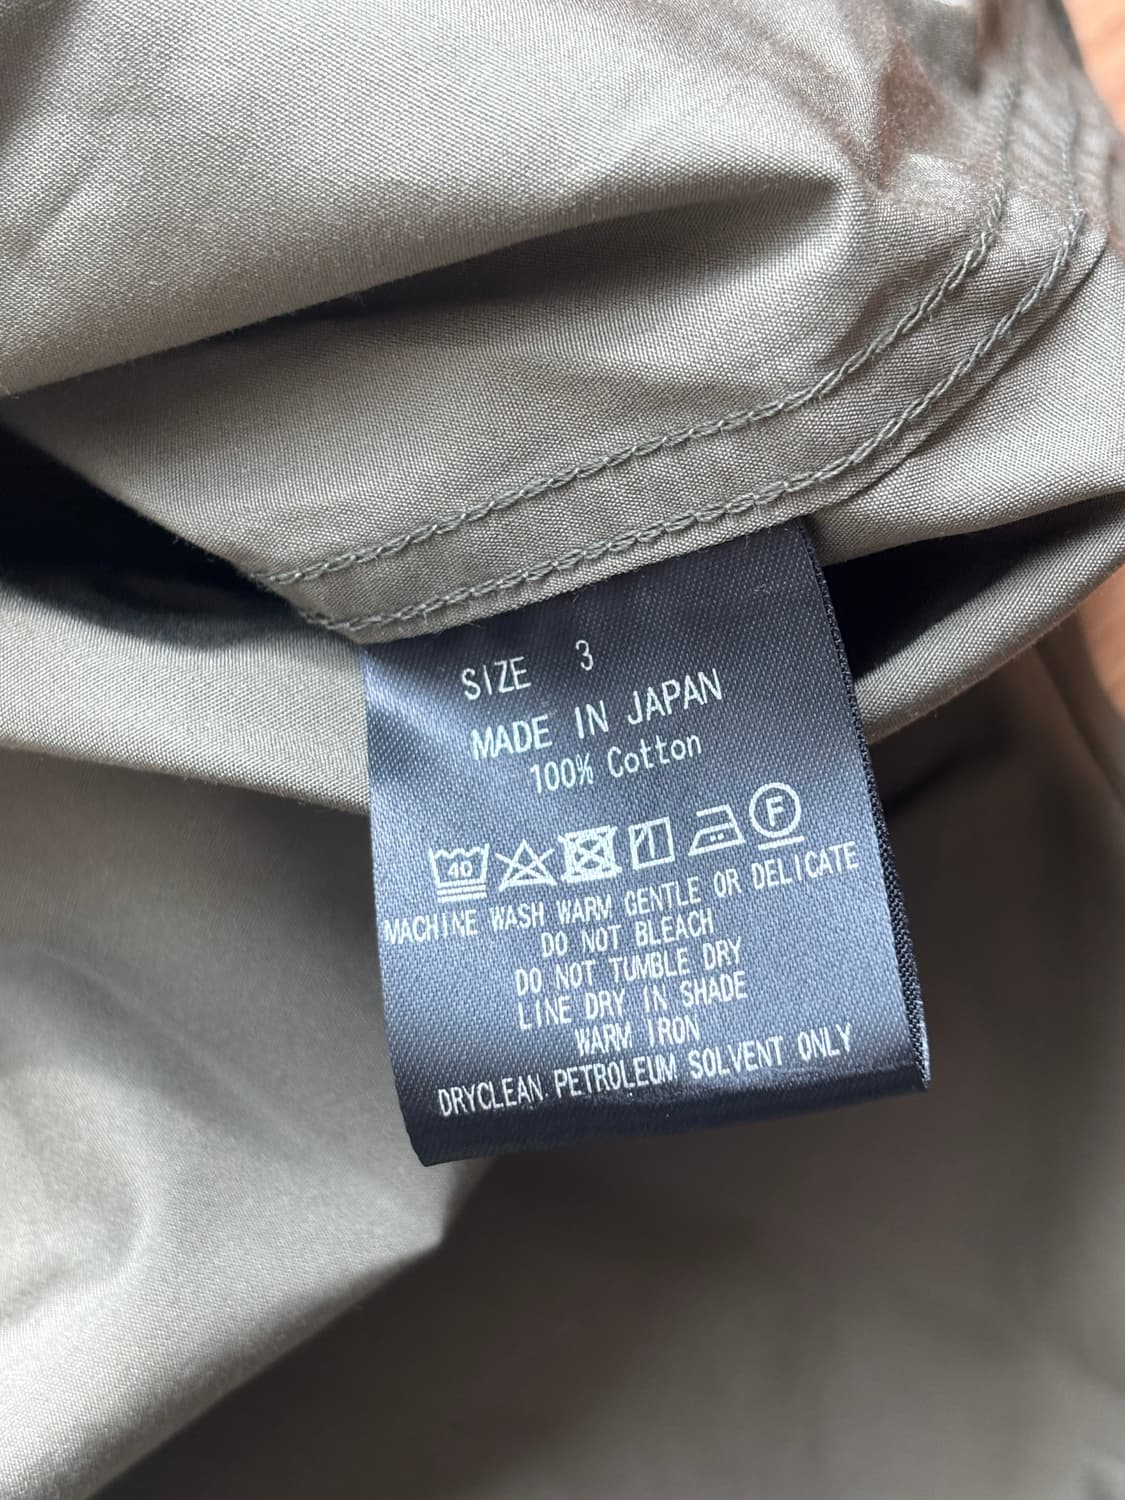 SIZE 3
MADE IN JAPAN
100% Cotton
40 F
MACHINE WASH WARM GENTLE OR DELICATE
DO NOT BLEACH
DO NOT TUMBLE DRY
LINE DRY IN SHADE
WARM IRON
DRYCLEAN PETROLEUM SOLVENT ONLY